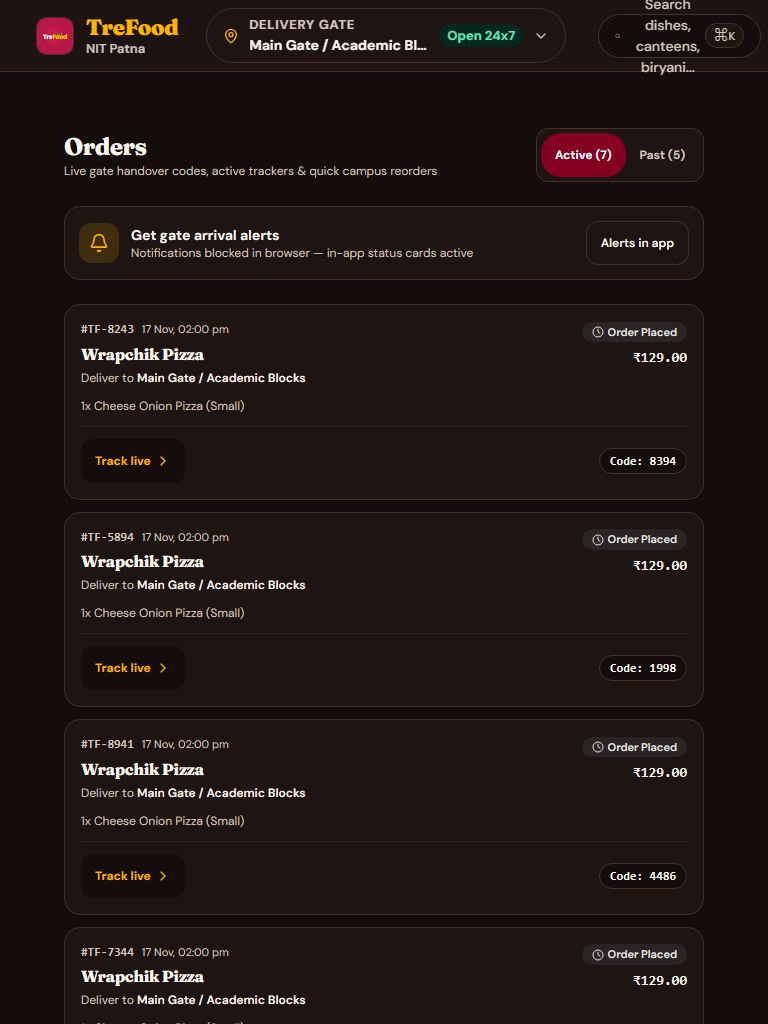 TreFood
TreFood
NIT Patna
DELIVERY GATE
Main Gate / Academic Bl...
Open 24x7
Search
dishes,
canteens,
biryani...
⌘K
Orders
Live gate handover codes, active trackers & quick campus reorders
Active (7)
Past (5)
Get gate arrival alerts
Notifications blocked in browser — in-app status cards active
Alerts in app
#TF-8243 17 Nov, 02:00 pm
Order Placed
Wrapchik Pizza
₹129.00
Deliver to Main Gate / Academic Blocks
1x Cheese Onion Pizza (Small)
Track live
Code: 8394
#TF-5894 17 Nov, 02:00 pm
Order Placed
Wrapchik Pizza
₹129.00
Deliver to Main Gate / Academic Blocks
1x Cheese Onion Pizza (Small)
Track live
Code: 1998
#TF-8941 17 Nov, 02:00 pm
Order Placed
Wrapchik Pizza
₹129.00
Deliver to Main Gate / Academic Blocks
1x Cheese Onion Pizza (Small)
Track live
Code: 4486
#TF-7344 17 Nov, 02:00 pm
Order Placed
Wrapchik Pizza
₹129.00
Deliver to Main Gate / Academic Blocks